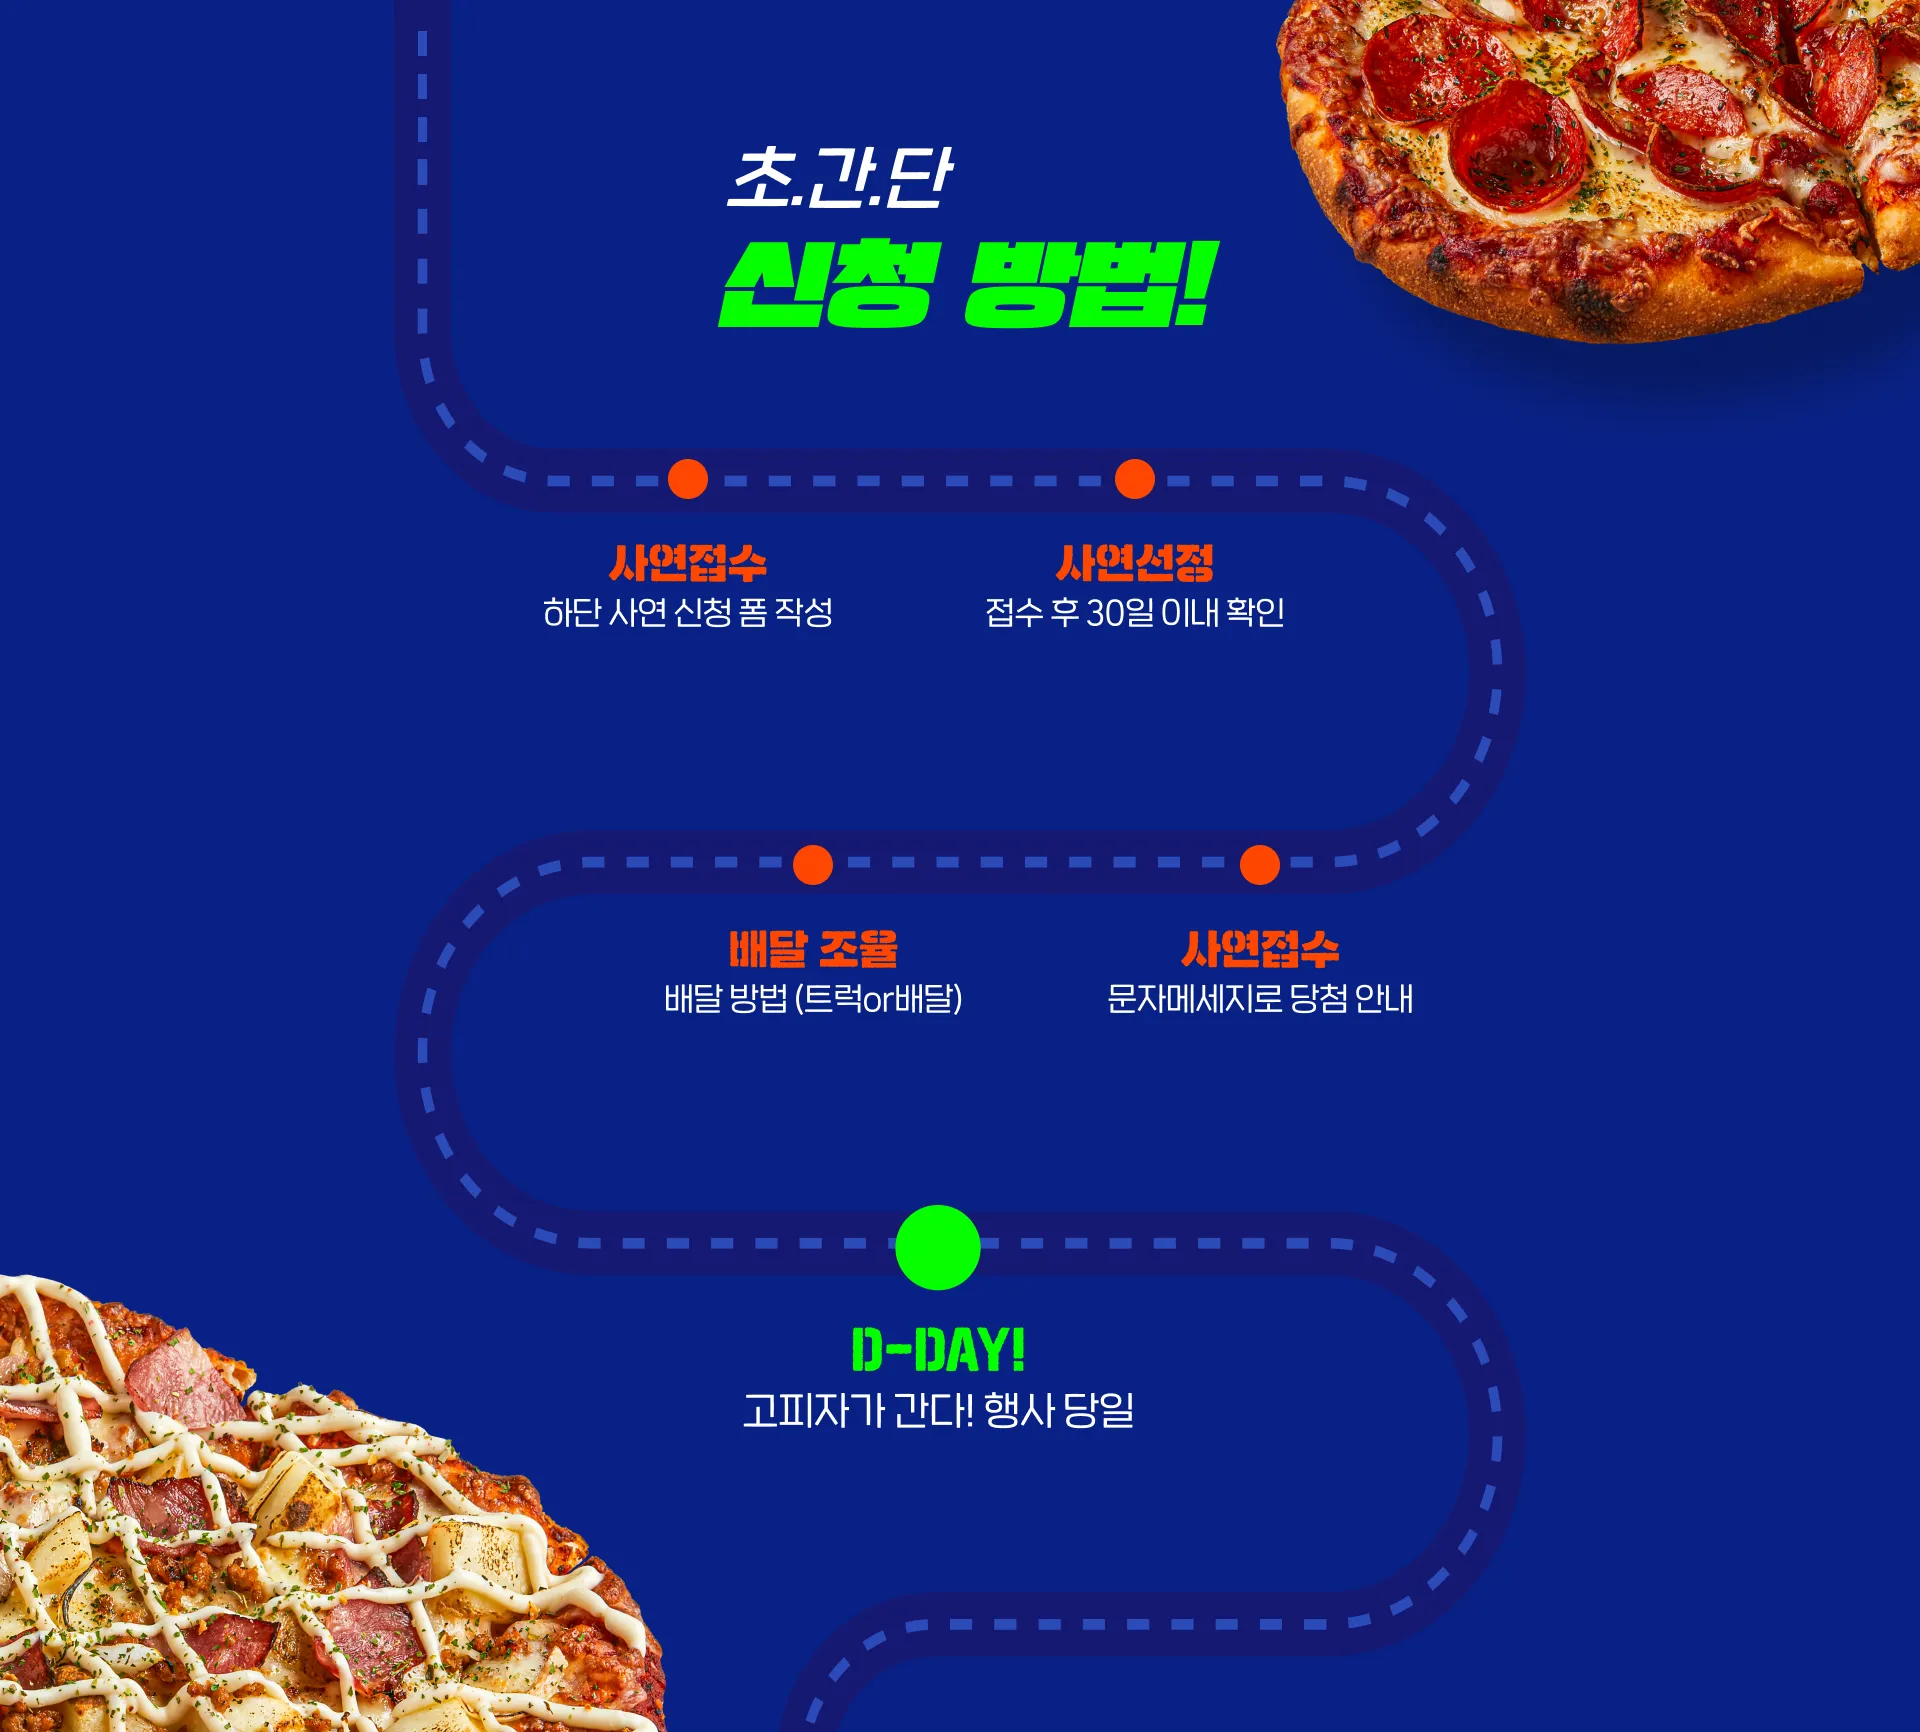 초.간.단
신청 방법!
사연접수
하단 사연 신청 폼 작성
사연선정
접수 후 30일 이내 확인
배달 조율
배달 방법 (트럭or배달)
사연접수
문자메세지로 당첨 안내
D-DAY!
고피자가 간다! 행사 당일